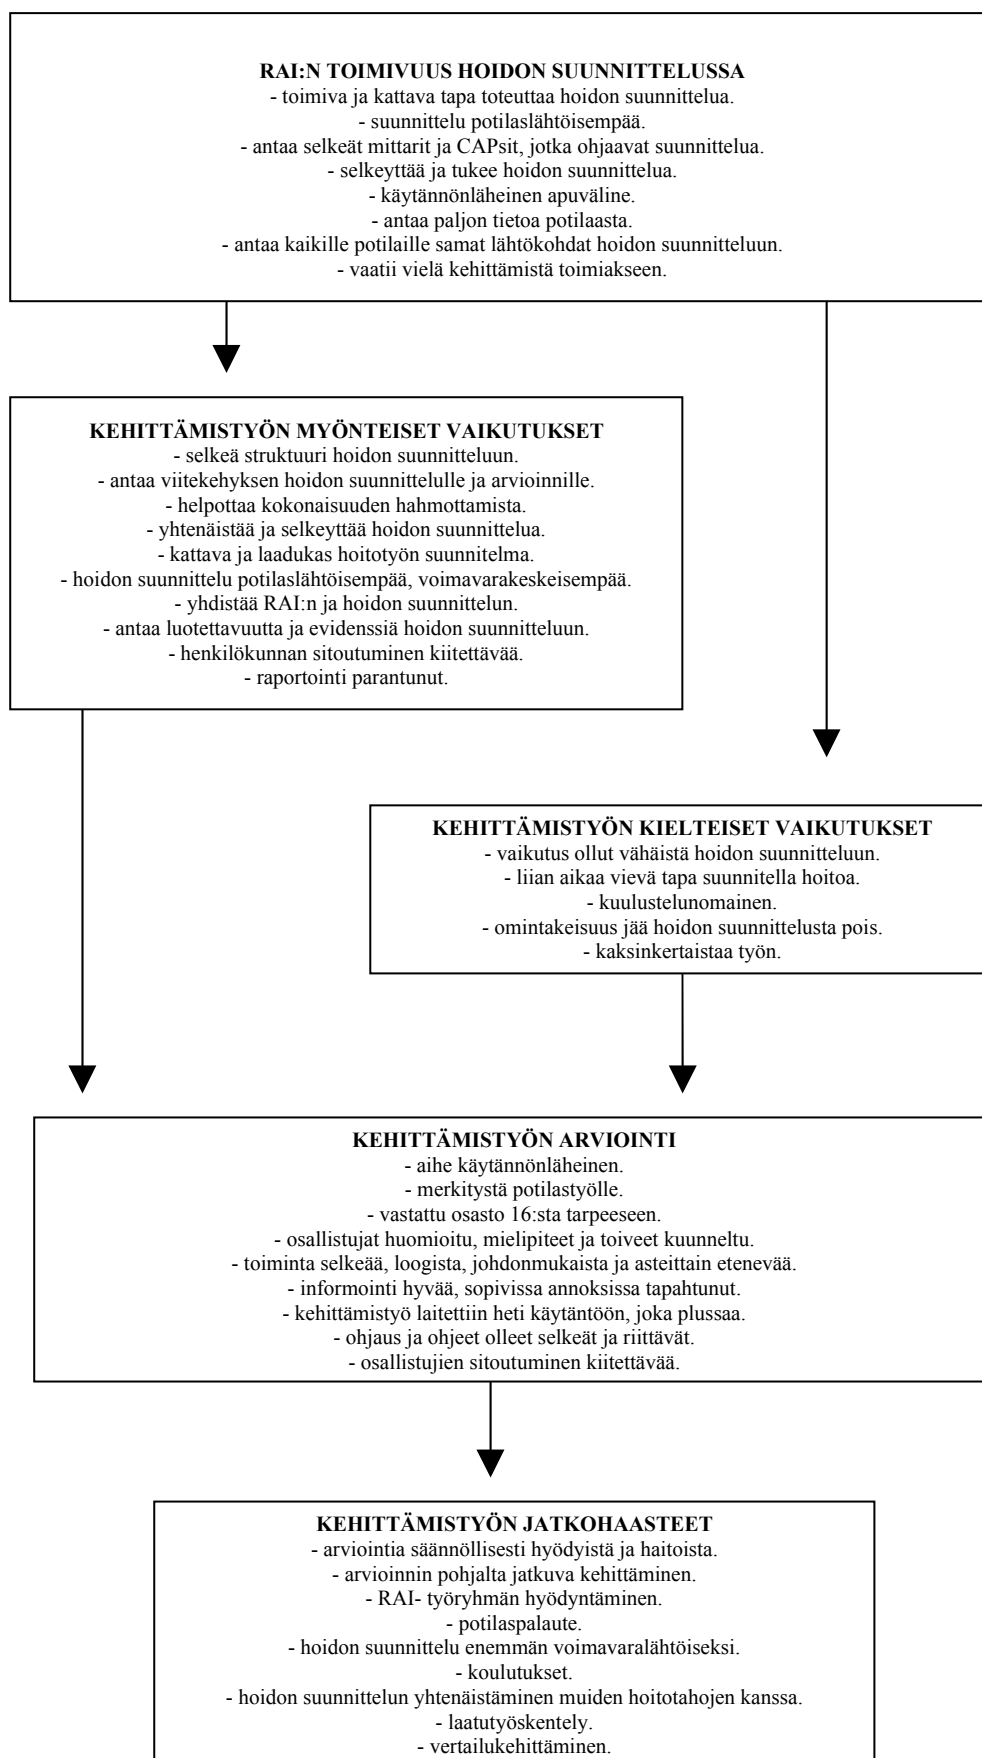 RAI:N TOIMIVUUS HOIDON SUUNNITTELUSSA
- toimiva ja kattava tapa toteuttaa hoidon suunnittelua.
- suunnittelu potilaslähtöisempää.
- antaa selkeät mittarit ja CAPsit, jotka ohjaavat suunnittelua.
- selkeyttää ja tukee hoidon suunnittelua.
- käytännönläheinen apuväline.
- antaa paljon tietoa potilaasta.
- antaa kaikille potilaille samat lähtökohdat hoidon suunnitteluun.
- vaatii vielä kehittämistä toimiakseen.
KEHITTÄMISTYÖN MYÖNTEISET VAIKUTUKSET
- selkeä struktuuri hoidon suunnitteluun.
- antaa viitekehyksen hoidon suunnittelulle ja arvioinnille.
- helpottaa kokonaisuuden hahmottamista.
- yhtenäistää ja selkeyttää hoidon suunnittelua.
- kattava ja laadukas hoitotyön suunnitelma.
- hoidon suunnittelu potilaslähtöisempää, voimavarakeskeisempää.
- yhdistää RAI:n ja hoidon suunnittelun.
- antaa luotettavuutta ja evidenssiä hoidon suunnitteluun.
- henkilökunnan sitoutuminen kiitettävää.
- raportointi parantunut.
KEHITTÄMISTYÖN KIELTEISET VAIKUTUKSET
- vaikutus ollut vähäistä hoidon suunnitteluun.
- liian aikaa vievä tapa suunnitella hoitoa.
- kuulustelunomainen.
- omintakeisuus jää hoidon suunnittelusta pois.
- kaksinkertaistaa työn.
KEHITTÄMISTYÖN ARVIOINTI
- aihe käytännönläheinen.
- merkitystä potilastyölle.
- vastattu osasto 16:sta tarpeeseen.
- osallistujat huomioitu, mielipiteet ja toiveet kuunneltu.
- toiminta selkeää, loogista, johdonmukaista ja asteittain etenevää.
- informointi hyvää, sopivissa annoksissa tapahtunut.
- kehittämistyö laitettiin heti käytäntöön, joka plussaa.
- ohjaus ja ohjeet olleet selkeät ja riittävät.
- osallistujien sitoutuminen kiitettävää.
KEHITTÄMISTYÖN JATKOHAASTEET
- arviointia säännöllisesti hyödyistä ja haitoista.
- arvioinnin pohjalta jatkuva kehittäminen.
- RAI- työryhmän hyödyntäminen.
- potilaspalaute.
- hoidon suunnittelu enemmän voimavaralähtöiseksi.
- koulutukset.
- hoidon suunnittelun yhtenäistäminen muiden hoitotahojen kanssa.
- laatutyöskentely.
- vertailukehittäminen.